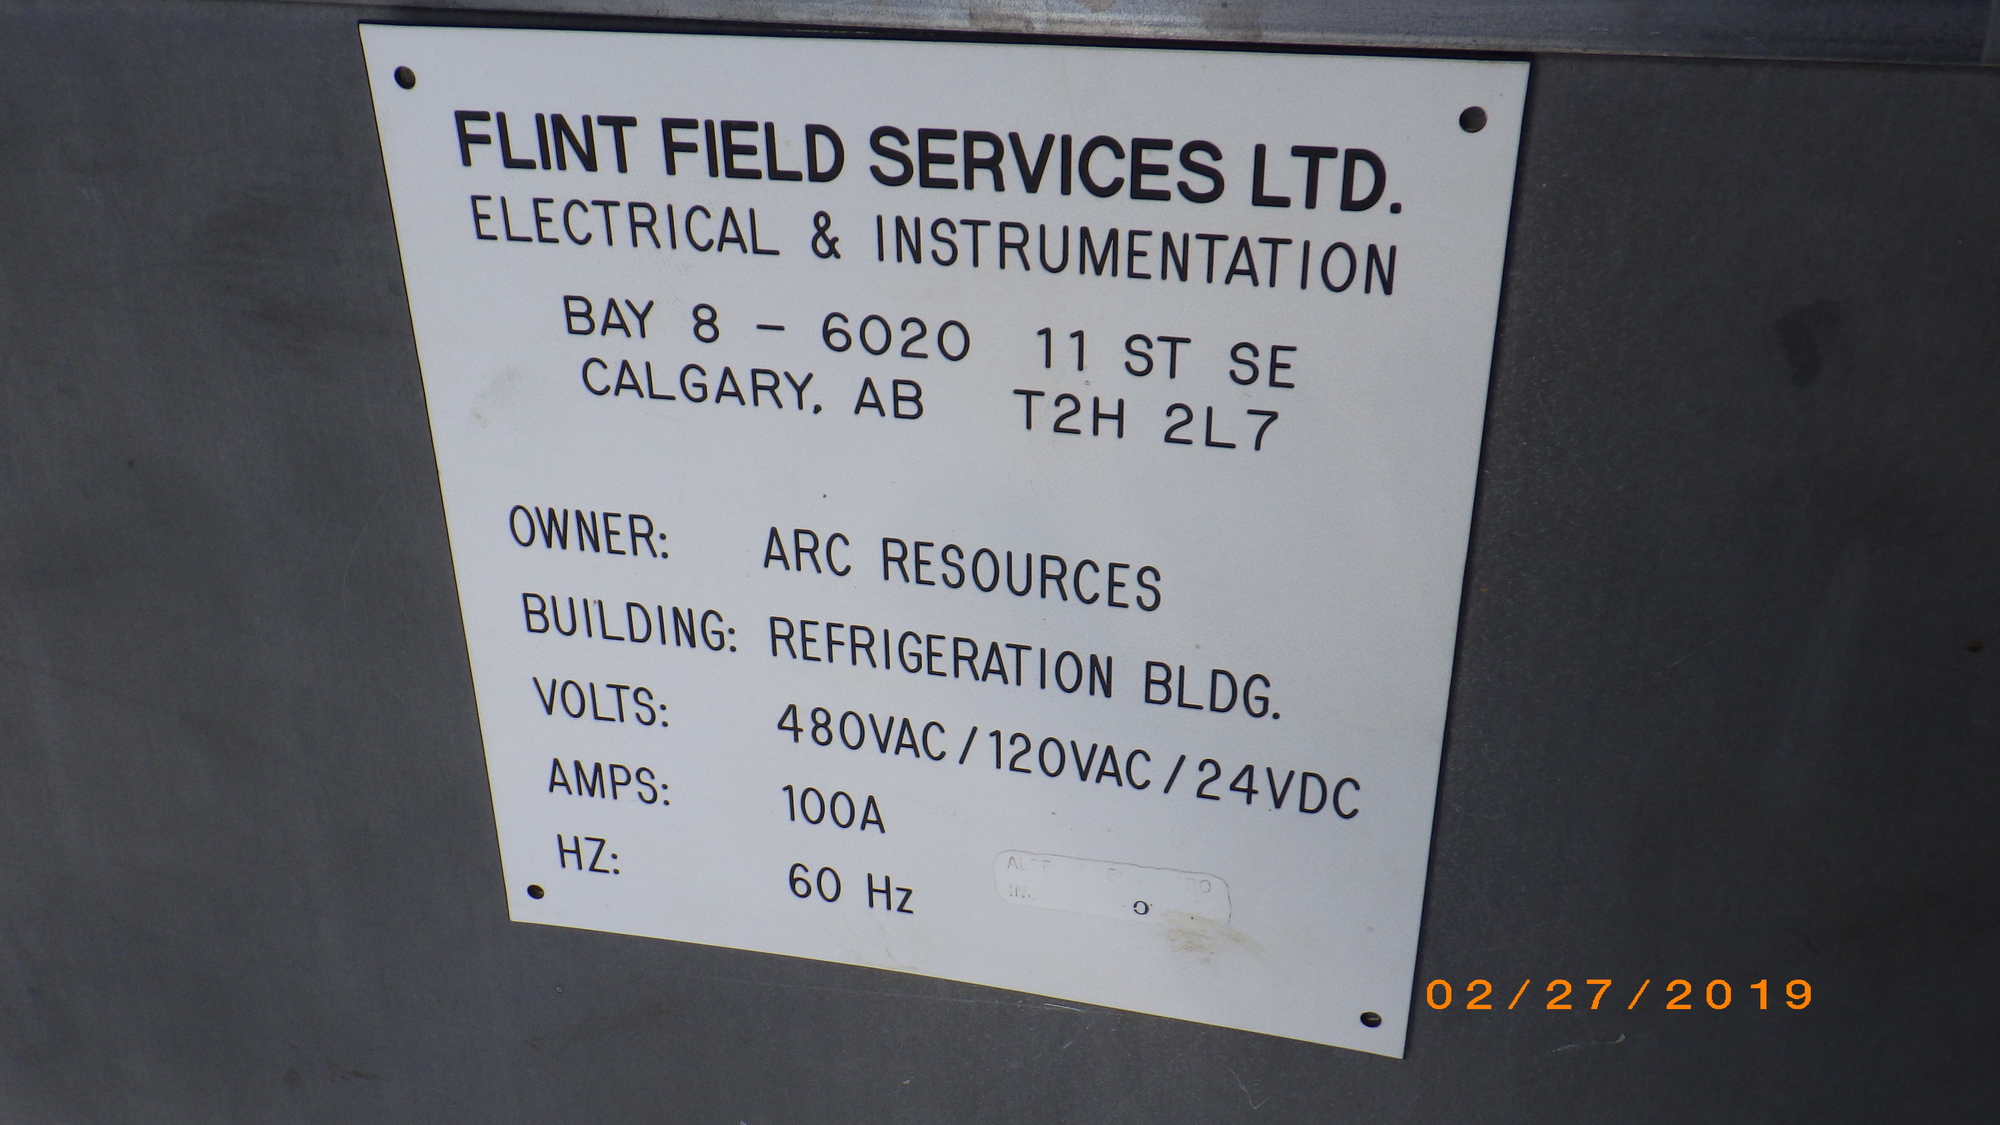 FLINT FIELD SERVICES LTD.
ELECTRICAL & INSTRUMENTATION
BAY 8 – 6020 11 ST SE
CALGARY, AB T2H 2L7
OWNER: ARC RESOURCES
BUILDING: REFRIGERATION BLDG.
VOLTS: 480VAC / 120VAC / 24VDC
AMPS: 100A
HZ: 60 Hz
02/27/2019